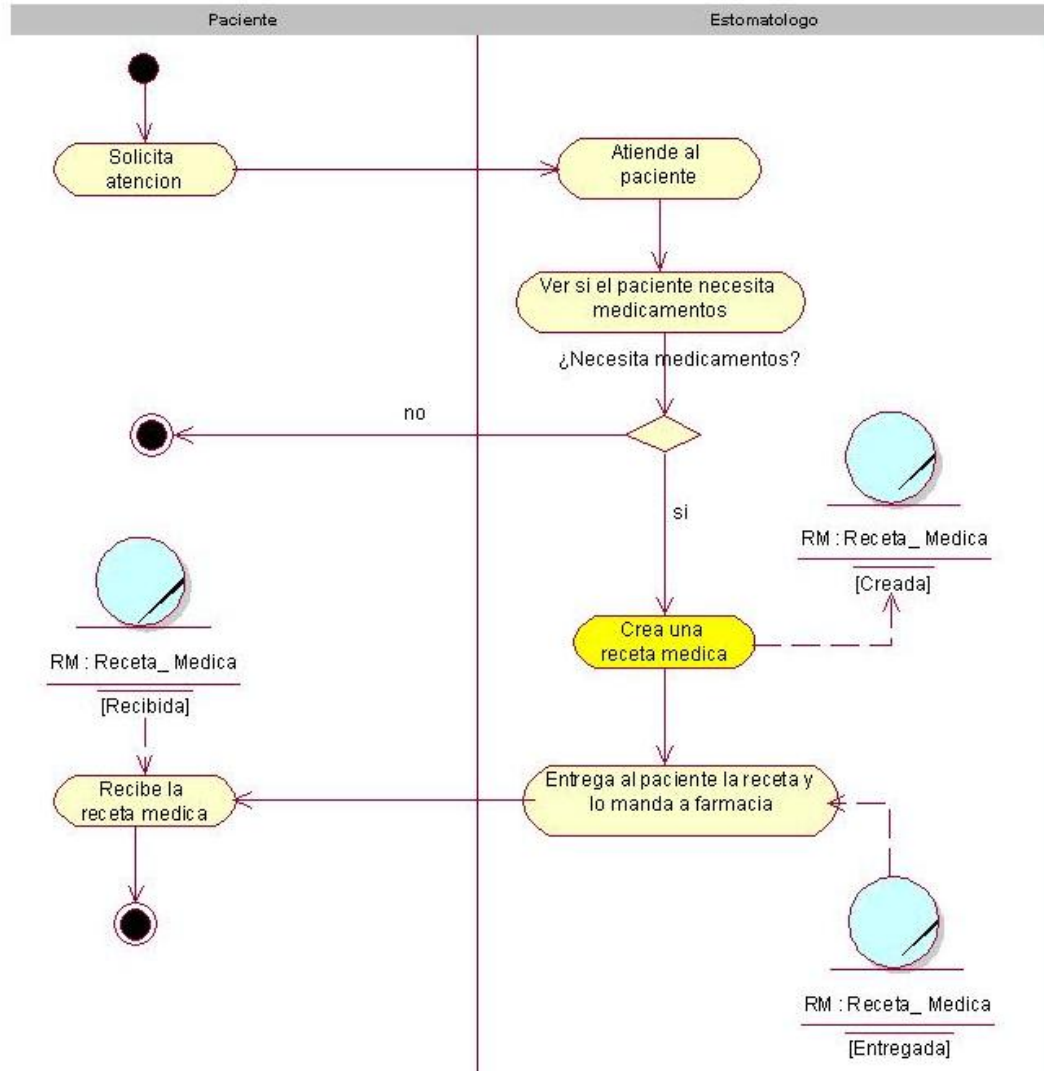 Paciente
Estomatologo
Solicita
atencion
Atiende al
paciente
Ver si el paciente necesita
medicamentos
¿Necesita medicamentos?
no
si
RM : Receta_ Medica
[Creada]
Crea una
receta medica
RM : Receta_ Medica
[Recibida]
Recibe la
receta medica
Entrega al paciente la receta y
lo manda a farmacia
RM : Receta_ Medica
[Entregada]